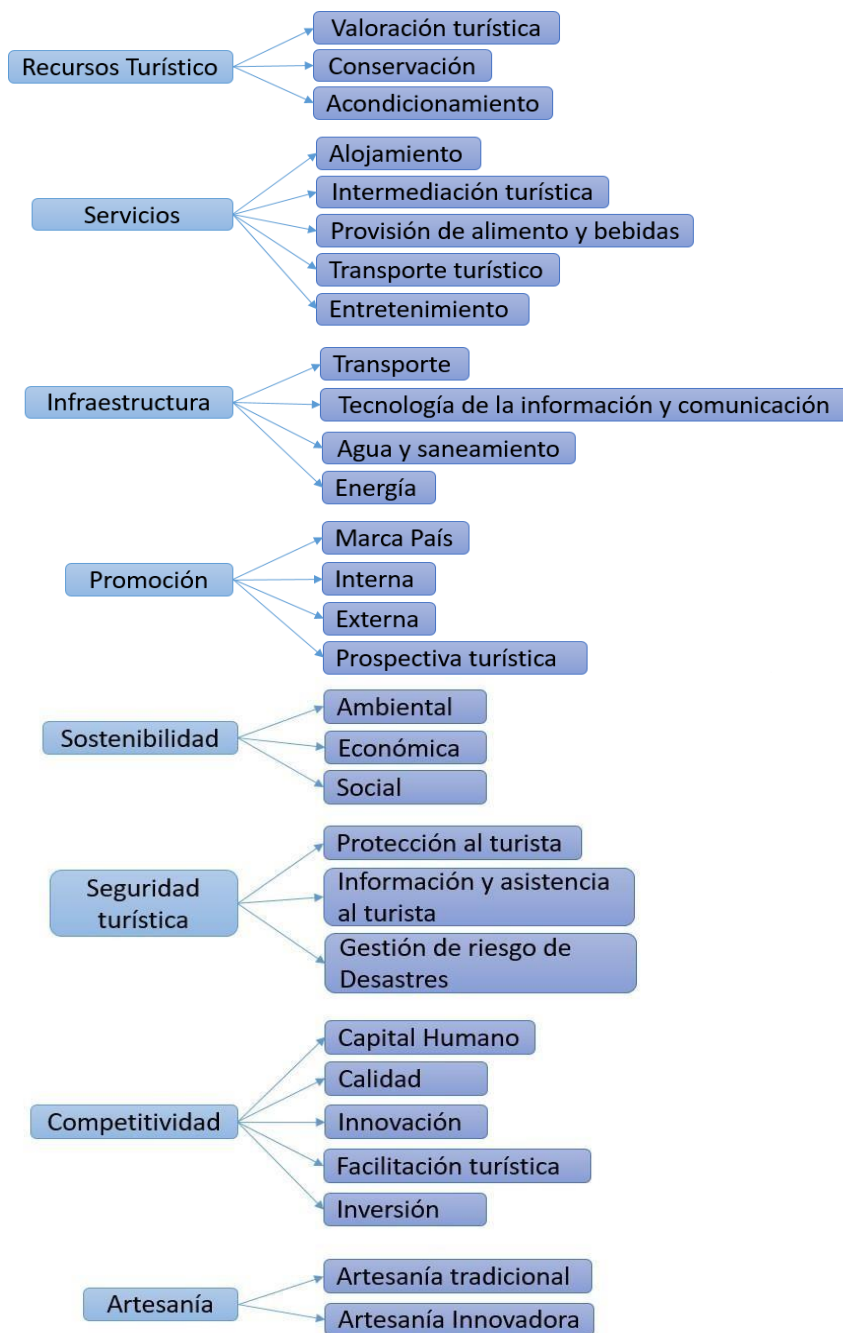 Recursos Turístico
Valoración turística
Conservación
Acondicionamiento
Servicios
Alojamiento
Intermediación turística
Provisión de alimento y bebidas
Transporte turístico
Entretenimiento
Infraestructura
Transporte
Tecnología de la información y comunicación
Agua y saneamiento
Energía
Promoción
Marca País
Interna
Externa
Prospectiva turística
Sostenibilidad
Ambiental
Económica
Social
Seguridad
turística
Protección al turista
Información y asistencia
al turista
Gestión de riesgo de
Desastres
Competitividad
Capital Humano
Calidad
Innovación
Facilitación turística
Inversión
Artesanía
Artesanía tradicional
Artesanía Innovadora